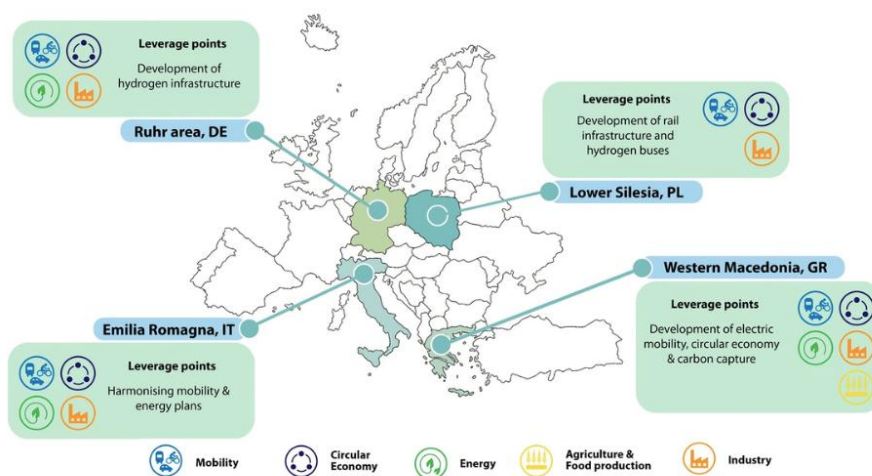 Leverage points
Development of
hydrogen infrastructure
Ruhr area, DE
Leverage points
Development of rail
infrastructure and
hydrogen buses
Lower Silesia, PL
Western Macedonia, GR
Leverage points
Development of electric
mobility, circular economy
& carbon capture
Emilia Romagna, IT
Leverage points
Harmonising mobility &
energy plans
Mobility
Circular
Economy
Energy
Agriculture &
Food production
Industry